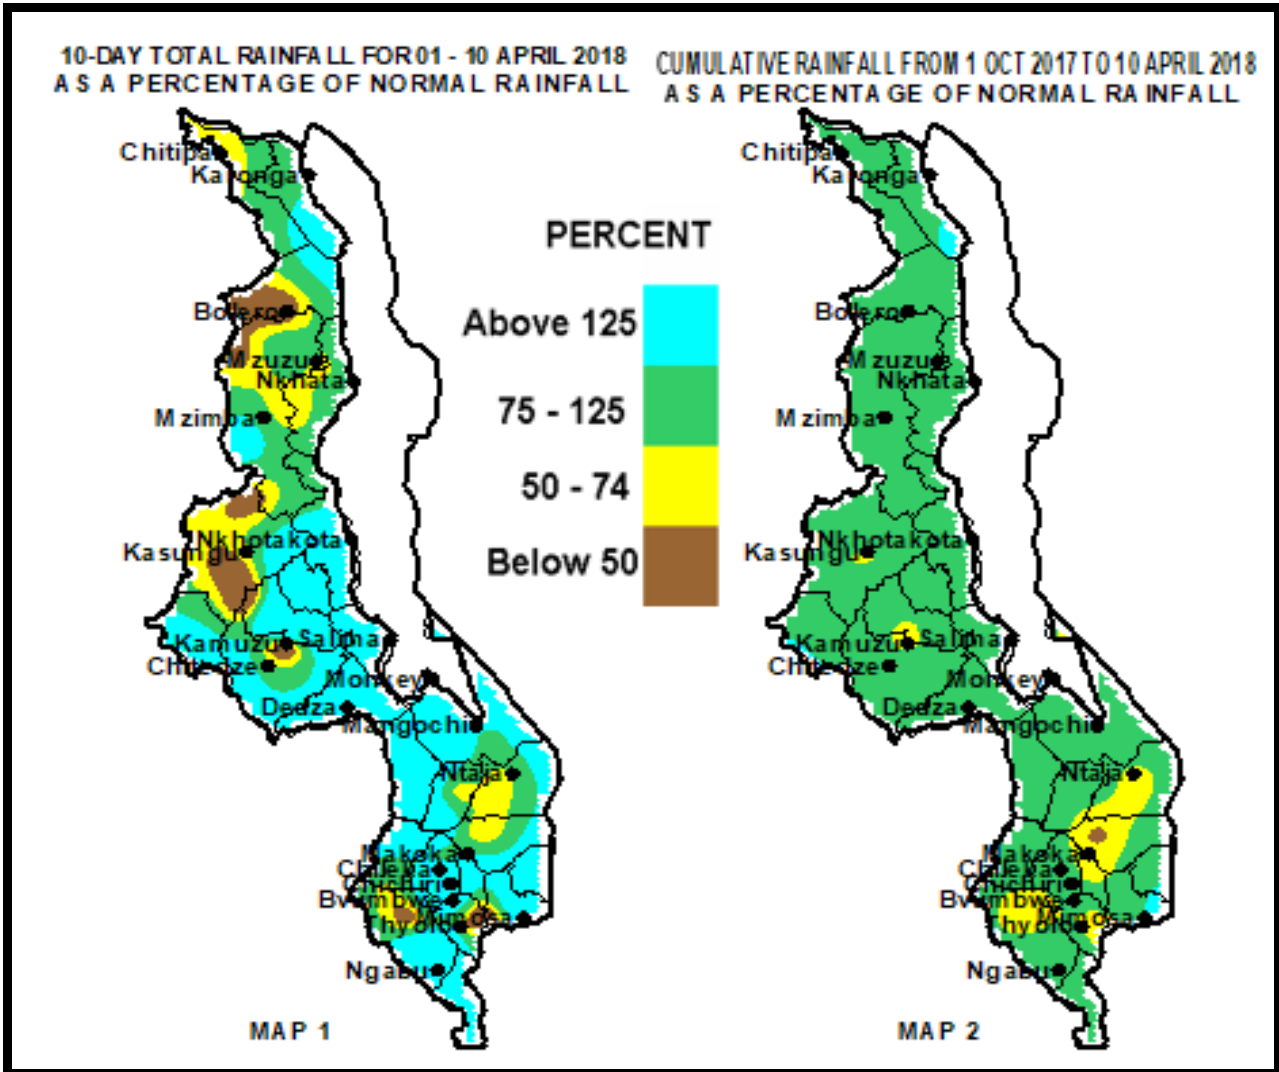 10-DAY TOTAL RAINFALL FOR 01 - 10 APRIL 2018
AS A PERCENTAGE OF NORMAL RAINFALL
CUMULATIVE RAINFALL FROM 1 OCT 2017 TO 10 APRIL 2018
AS A PERCENTAGE OF NORMAL RAINFALL
Chitipa
Karonga
Bolero
Mzuzu
Nkhata
Mzimba
Nkhotakota
Kasungu
Kamuzu
Salima
Chitedze
Monkey
Dedza
Mangochi
Ntaja
Makoka
Chileka
Chichiri
Bvumbwe
Mimosa
Thyolo
Ngabu
MAP 1
PERCENT
Above 125
75 - 125
50 - 74
Below 50
Chitipa
Karonga
Bolero
Mzuzu
Nkhata
Mzimba
Nkhotakota
Kasungu
Kamuzu
Salima
Chitedze
Monkey
Dedza
Mangochi
Ntaja
Makoka
Chileka
Chichiri
Bvumbwe
Mimosa
Thyolo
Ngabu
MAP 2